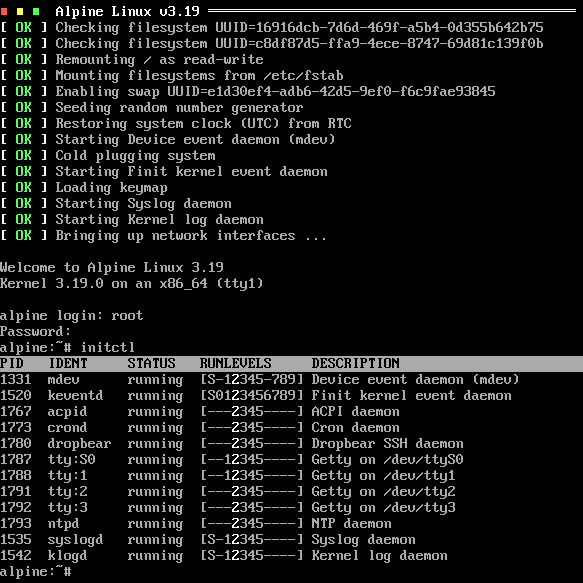 Alpine Linux v3.19
[ OK ] Checking filesystem UUID=16916dcb-7d6d-469f-a5b4-0d355b642b75
[ OK ] Checking filesystem UUID=c8df87d5-ffa9-4ece-8747-69d81c139f0b
[ OK ] Remounting / as read-write
[ OK ] Mounting filesystems from /etc/fstab
[ OK ] Enabling swap UUID=e1d30ef4-adb6-42d5-9ef0-f6c9fae93845
[ OK ] Seeding random number generator
[ OK ] Restoring system clock (UTC) from RTC
[ OK ] Starting Device event daemon (mdev)
[ OK ] Cold plugging system
[ OK ] Starting Finit kernel event daemon
[ OK ] Loading keymap
[ OK ] Starting Syslog daemon
[ OK ] Starting Kernel log daemon
[ OK ] Bringing up network interfaces ...
Welcome to Alpine Linux 3.19
Kernel 3.19.0 on an x86_64 (tty1)
alpine login: root
Password:
alpine:~# initctl
PID IDENT STATUS RUNLEVELS DESCRIPTION
1331 mdev running [S-12345-789] Device event daemon (mdev)
1520 keventd running [S0123456789] Finit kernel event daemon
1767 acpid running [---2345----] ACPI daemon
1773 crond running [---2345----] Cron daemon
1780 dropbear running [---2345----] Dropbear SSH daemon
1787 tty:S0 running [--12345----] Getty on /dev/ttyS0
1788 tty:1 running [--12345----] Getty on /dev/tty1
1791 tty:2 running [---2345----] Getty on /dev/tty2
1792 tty:3 running [---2345----] Getty on /dev/tty3
1793 ntpd running [---2345----] NTP daemon
1535 syslogd running [--12345----] Syslog daemon
1542 klogd running [--12345----] Kernel log daemon
alpine:~#